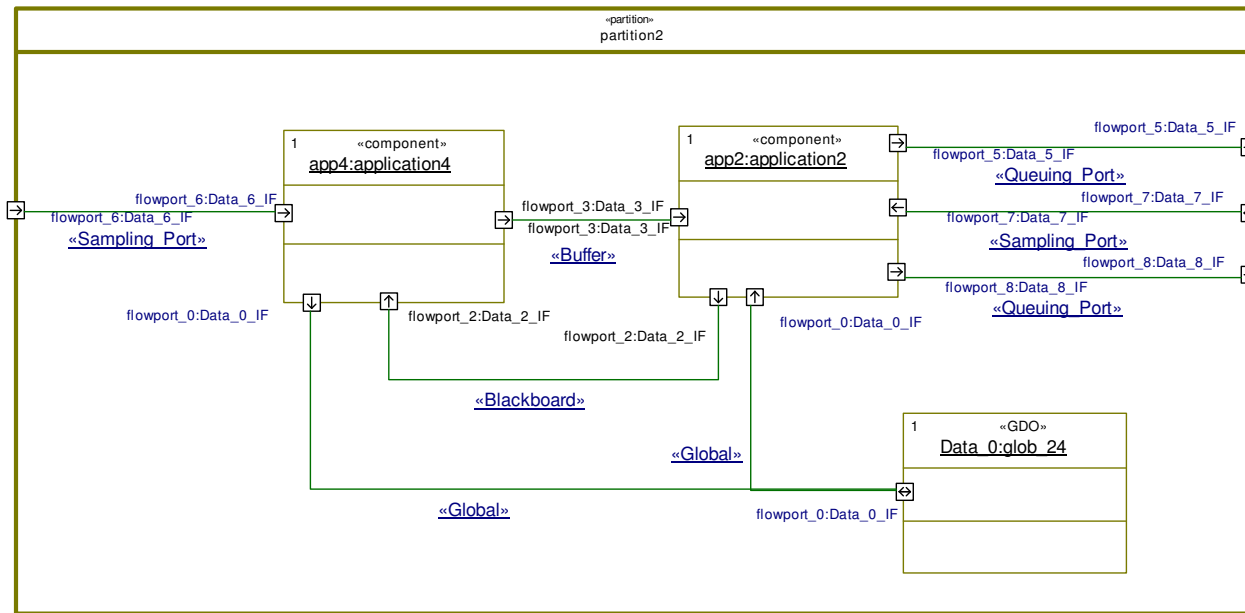 «partition»
partition2
1
«component»
app4:application4
1
«component»
app2:application2
flowport_5:Data_5_IF
flowport_5:Data_5_IF
«Queuing_Port»
flowport_6:Data_6_IF
flowport_6:Data_6_IF
«Sampling_Port»
flowport_3:Data_3_IF
flowport_3:Data_3_IF
«Buffer»
flowport_7:Data_7_IF
flowport_7:Data_7_IF
«Sampling_Port»
flowport_8:Data_8_IF
flowport_8:Data_8_IF
«Queuing_Port»
flowport_0:Data_0_IF
flowport_2:Data_2_IF
flowport_2:Data_2_IF
flowport_0:Data_0_IF
«Blackboard»
«Global»
«Global»
1
«GDO»
Data_0:glob_24
flowport_0:Data_0_IF